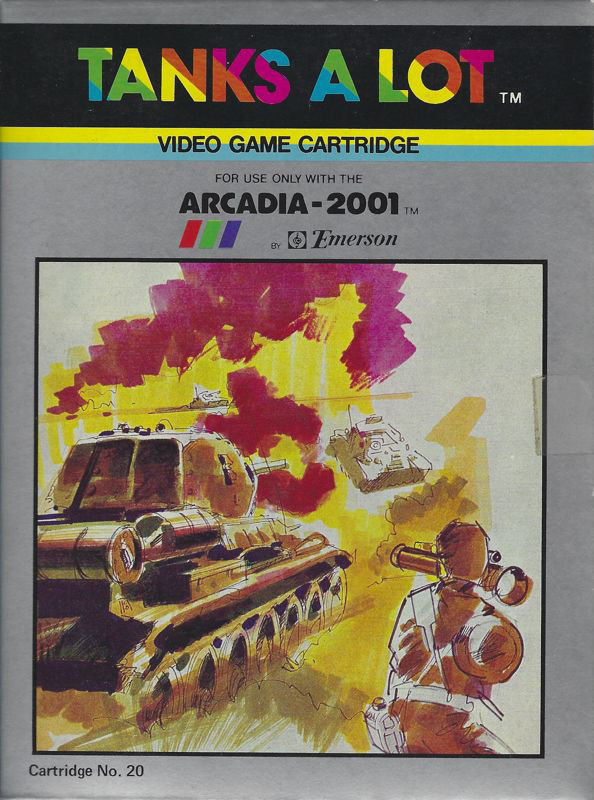 TANKS A LOT TM
VIDEO GAME CARTRIDGE
FOR USE ONLY WITH THE
ARCADIA-2001 TM
BY Emerson
Cartridge No. 20